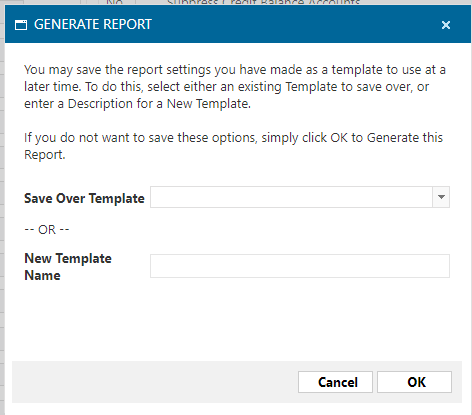 No
Suppress Credit Balance Accounts
GENERATE REPORT
You may save the report settings you have made as a template to use at a
later time. To do this, select either an existing Template to save over, or
enter a Description for a New Template.
If you do not want to save these options, simply click OK to Generate this
Report.
Save Over Template
-- OR --
New Template
Name
Cancel
OK